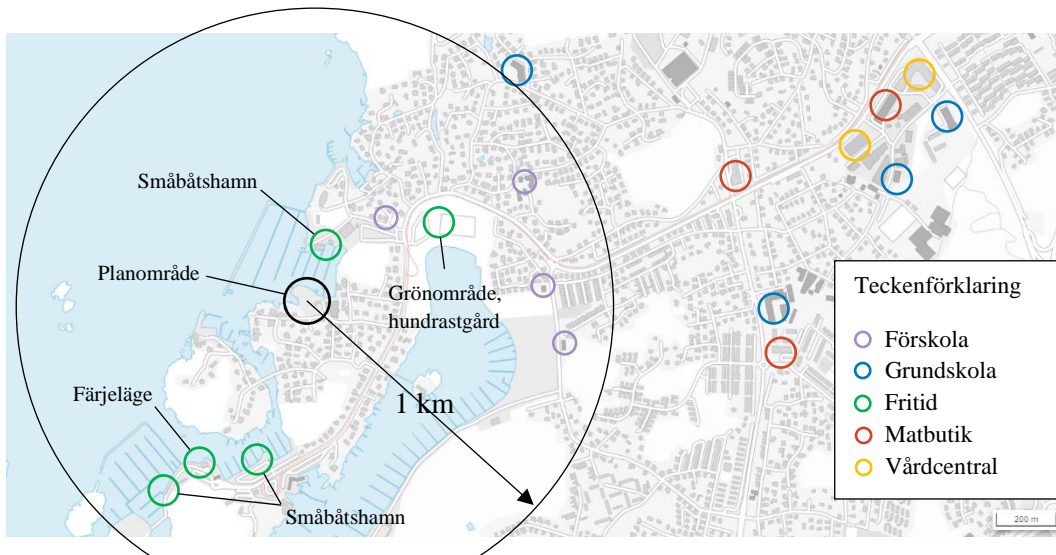 Småbåtshamn
Planområde
Grönområde,
hundrastgård
Färjeläge
1 km
Småbåtshamn
Teckenförklaring
Förskola
Grundskola
Fritid
Matbutik
Vårdcentral
200 m